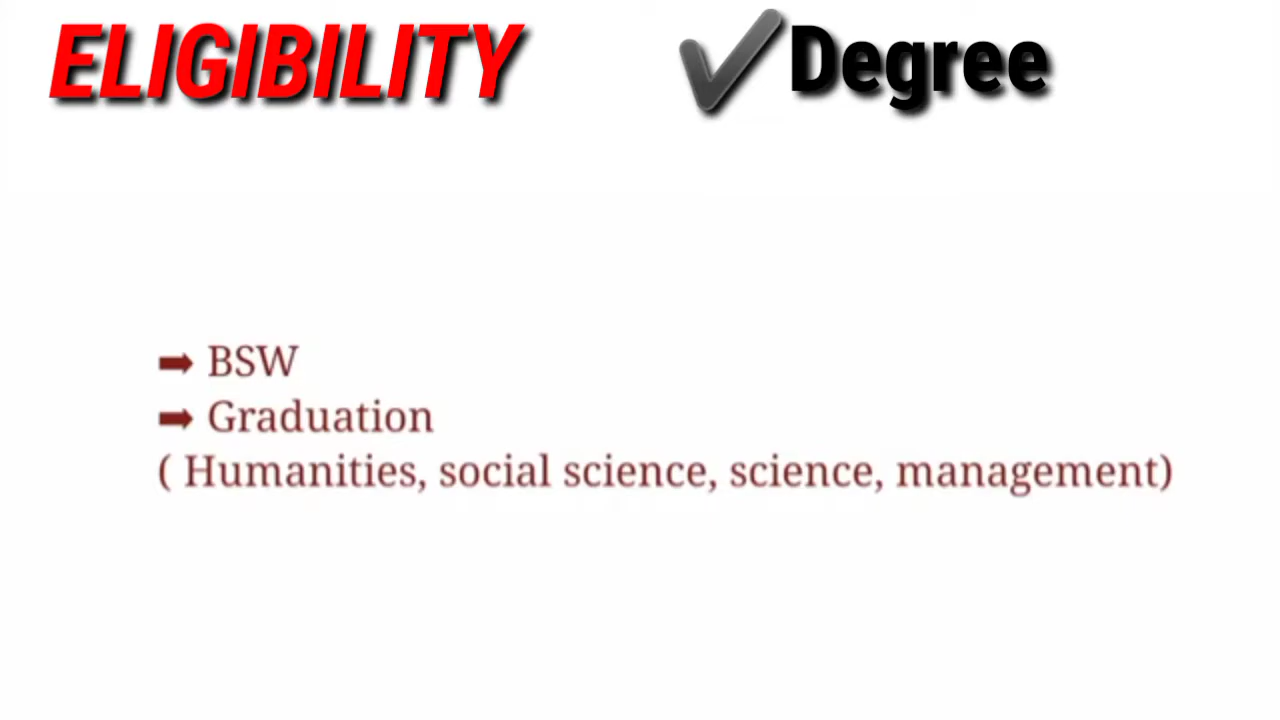 ELIGIBILITY ✔Degree
➡ BSW
➡ Graduation
( Humanities, social science, science, management)